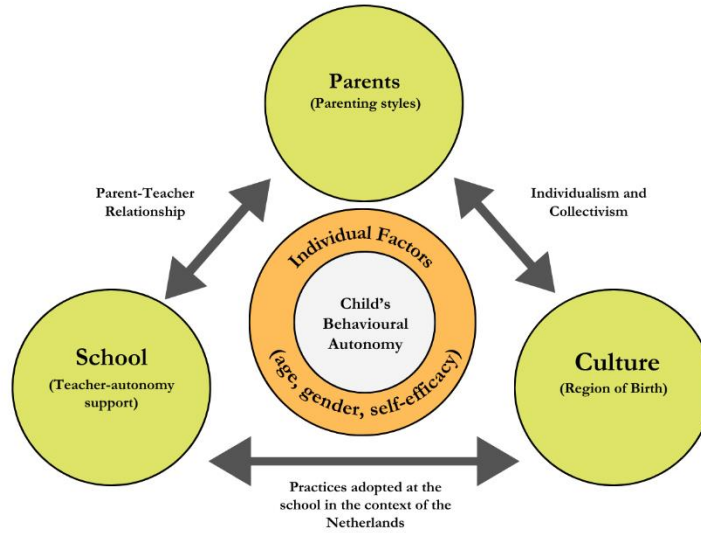 Parents
(Parenting styles)
Parent-Teacher
Relationship
Individualism and
Collectivism
Individual Factors
Child's
Behavioural
Autonomy
(age, gender, self-efficacy)
School
(Teacher-autonomy
support)
Culture
(Region of Birth)
Practices adopted at the
school in the context of the
Netherlands